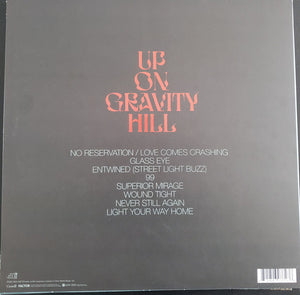 UP
ON
GRAVITY
HILL
NO RESERVATION / LOVE COMES CRASHING
GLASS EYE
ENTWINED (STREET LIGHT BUZZ)
99
SUPERIOR MIRAGE
WOUND TIGHT
NEVER STILL AGAIN
LIGHT YOUR WAY HOME
FACTOR